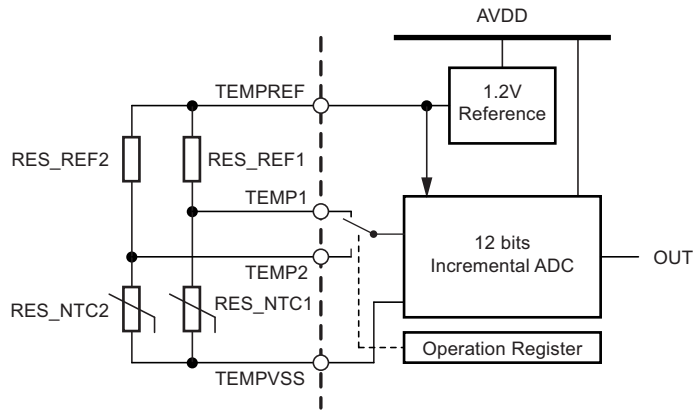 AVDD
TEMPREF
1.2V
Reference
RES_REF2
RES_REF1
TEMP1
12 bits
Incremental ADC
OUT
TEMP2
RES_NTC2
RES_NTC1
Operation Register
TEMPVSS